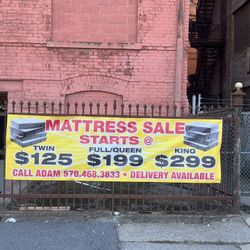 MATTRESS SALE
STARTS @
TWIN FULL/QUEEN KING
$125 $199 $299
CALL ADAM 570.468.3833 • DELIVERY AVAILABLE